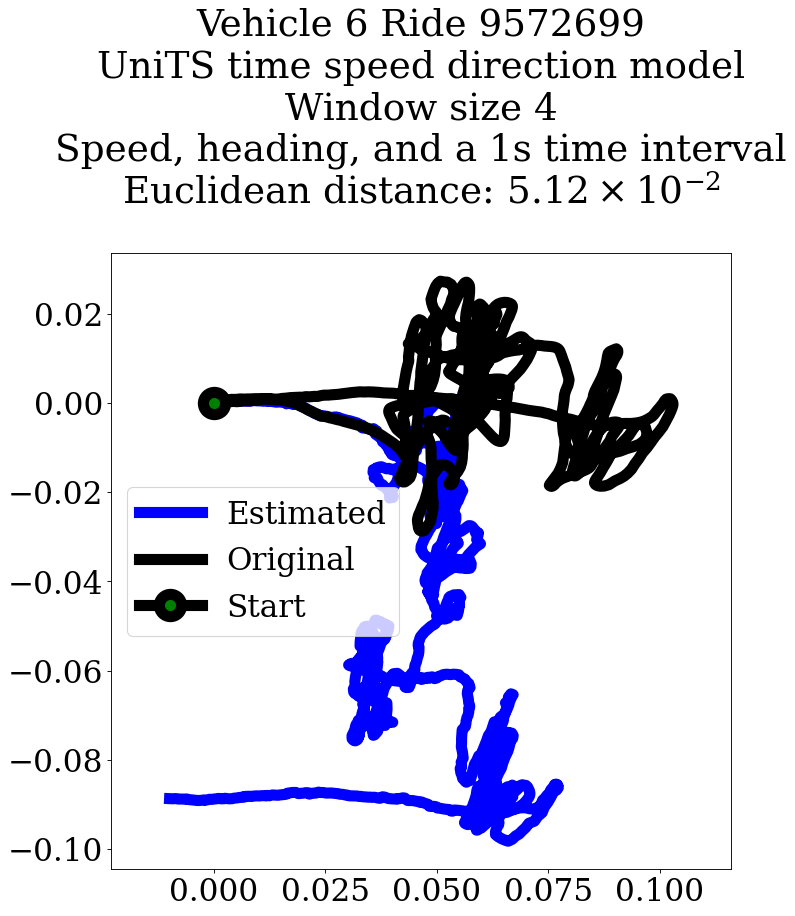 Vehicle 6 Ride 9572699
UniTS time speed direction model
Window size 4
Speed, heading, and a 1s time interval
Euclidean distance: 5.12 × 10⁻²
0.02
0.00
−0.02
−0.04
−0.06
−0.08
−0.10
Estimated
Original
Start
0.000 0.025 0.050 0.075 0.100